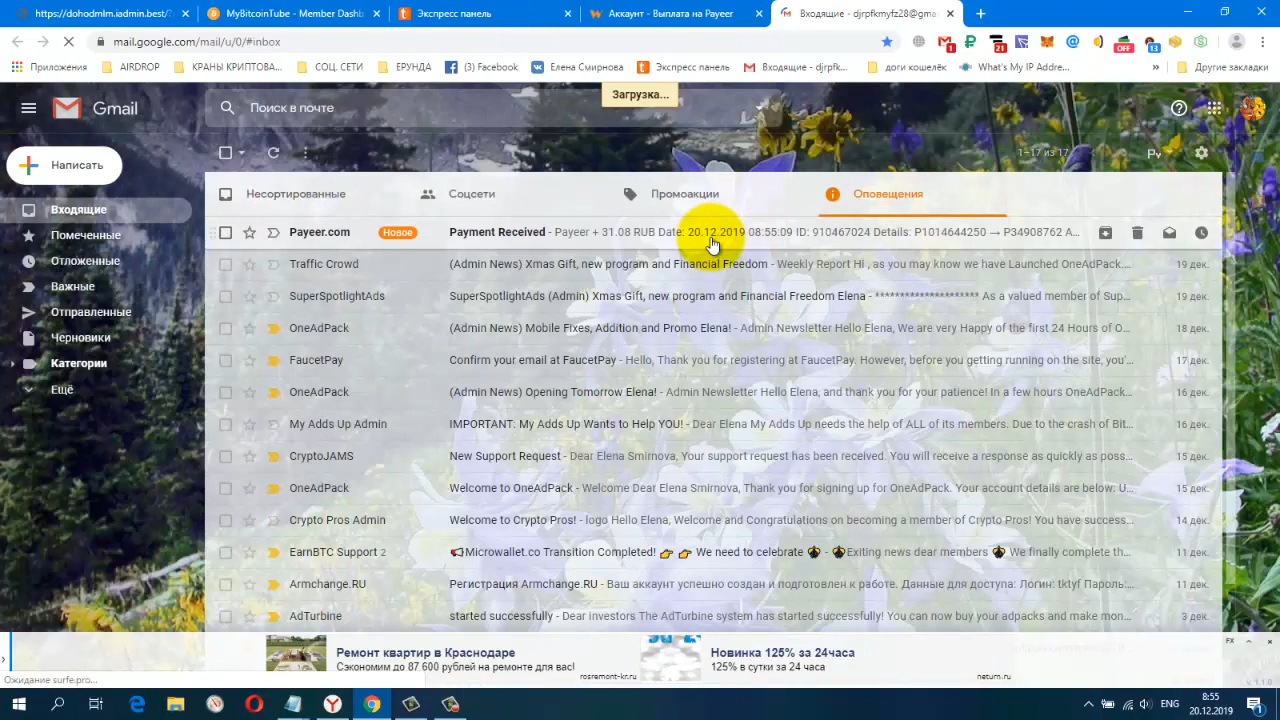 https://dohodmlm.iadmin.best/?
MyBitcoinTube - Member Dashb
Экспресс панель
Аккаунт - Выплата на Payeer
Входящие - djrpfkmyfz28@gma
mail.google.com/mail/u/0/#inbox
1
21
OFF
13
Приложения
AIRDROP
КРАНЫ КРИПТОВА...
СОЦ. СЕТИ
ЕРУНДА
(3) Facebook
Елена Смирнова
Экспресс панель
Входящие - djrpfk...
доги кошелёк
What's My IP Addre...
»
Другие закладки
Загрузка...
Gmail
Поиск в почте
Написать
1–17 из 17
Ру
Входящие
Помеченные
Отложенные
Важные
Отправленные
Черновики
Категории
Ещё
Несортированные
Соцсети
Промоакции
Оповещения
Payeer.com Новое Payment Received - Payeer + 31.08 RUB Date: 20.12.2019 08:55:09 ID: 910467024 Details: P1014644250 → P34908762 A...
Traffic Crowd (Admin News) Xmas Gift, new program and Financial Freedom - Weekly Report Hi , as you may know we have Launched OneAdPack.... 19 дек.
SuperSpotlightAds SuperSpotlightAds (Admin) Xmas Gift, new program and Financial Freedom Elena - ********************* As a valued member of Sup... 19 дек.
OneAdPack (Admin News) Mobile Fixes, Addition and Promo Elena! - Admin Newsletter Hello Elena, We are very Happy of the first 24 Hours of O... 18 дек.
FaucetPay Confirm your email at FaucetPay - Hello, Thank you for registering at FaucetPay. However, before you getting running on the site, you'... 17 дек.
OneAdPack (Admin News) Opening Tomorrow Elena! - Admin Newsletter Hello Elena, and thank you for your patience! In a few hours OneAdPack... 16 дек.
My Adds Up Admin IMPORTANT: My Adds Up Wants to Help YOU! - Dear Elena My Adds Up needs the help of ALL of its members. Due to the crash of Bit... 16 дек.
CryptoJAMS New Support Request - Dear Elena Smirnova, Your support request has been received. You will receive a response as quickly as poss... 15 дек.
OneAdPack Welcome to OneAdPack - Welcome Dear Elena Smirnova, Thank you for signing up for OneAdPack. Your account details are below: U... 15 дек.
Crypto Pros Admin Welcome to Crypto Pros! - logo Hello Elena, Welcome and Congratulations on becoming a member of Crypto Pros! You have success... 14 дек.
EarnBTC Support 2 📢Microwallet.co Transition Completed! 👉 👉 We need to celebrate - Exiting news dear members We finally complete th... 11 дек.
Armchange.RU Регистрация Armchange.RU - Ваш аккаунт успешно создан и подготовлен к работе. Данные для доступа: Логин: tktyf Пароль:... 11 дек.
AdTurbine started successfully - Dear investors The AdTurbine system has started successfully! You can now buy your adpacks and make mon... 3 дек.
Ремонт квартир в Краснодаре
Сэкономим до 87 600 рублей на ремонте для вас!
rosremont-kr.ru
Новинка 125% за 24часа
125% в сутки за 24 часа
netum.ru
FX
v 1.1.0
Ожидание surfe.pro...
ENG
8:55
20.12.2019
1